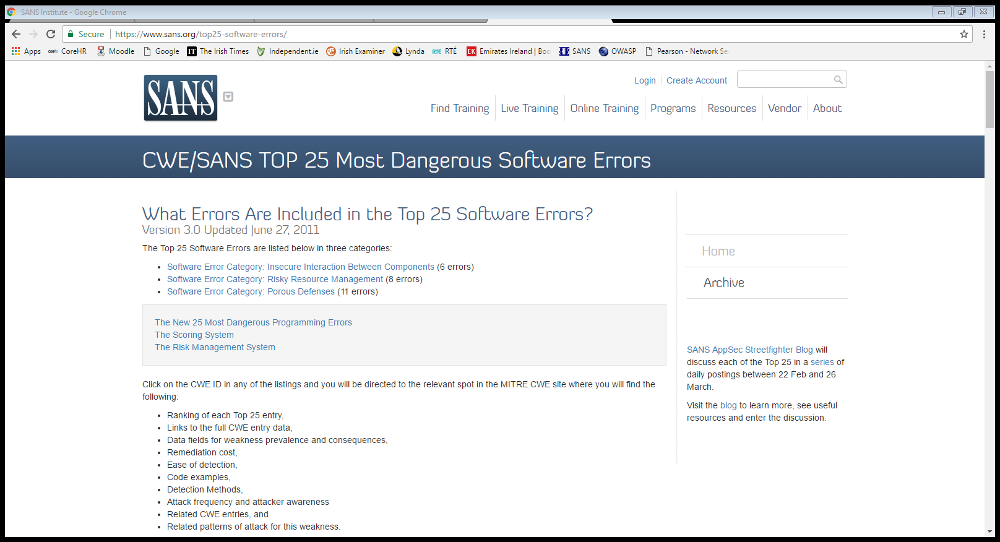 SANS Institute - Google Chrome
Secure https://www.sans.org/top25-software-errors/
Apps CoreHR Moodle Google IT The Irish Times Independent.ie Irish Examiner Lynda RTÉ RTÉ EK Emirates Ireland | Boo SANS SANS OWASP Pearson - Network Se
Login Create Account
SANS
Find Training Live Training Online Training Programs Resources Vendor About
CWE/SANS TOP 25 Most Dangerous Software Errors
What Errors Are Included in the Top 25 Software Errors?
Version 3.0 Updated June 27, 2011
The Top 25 Software Errors are listed below in three categories:
• Software Error Category: Insecure Interaction Between Components (6 errors)
• Software Error Category: Risky Resource Management (8 errors)
• Software Error Category: Porous Defenses (11 errors)
The New 25 Most Dangerous Programming Errors
The Scoring System
The Risk Management System
Click on the CWE ID in any of the listings and you will be directed to the relevant spot in the MITRE CWE site where you will find the
following:
• Ranking of each Top 25 entry,
• Links to the full CWE entry data,
• Data fields for weakness prevalence and consequences,
• Remediation cost,
• Ease of detection,
• Code examples,
• Detection Methods,
• Attack frequency and attacker awareness
• Related CWE entries, and
• Related patterns of attack for this weakness.
Home
Archive
SANS AppSec Streetfighter Blog will
discuss each of the Top 25 in a series of
daily postings between 22 Feb and 26
March.
Visit the blog to learn more, see useful
resources and enter the discussion.